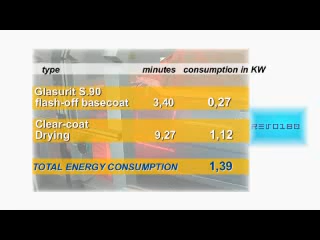 type minutes consumption in KW
Glasurit S.90
flash-off basecoat 3,40 0,27
Clear-coat
Drying 9,27 1,12
TOTAL ENERGY CONSUMPTION 1,39
REVO180